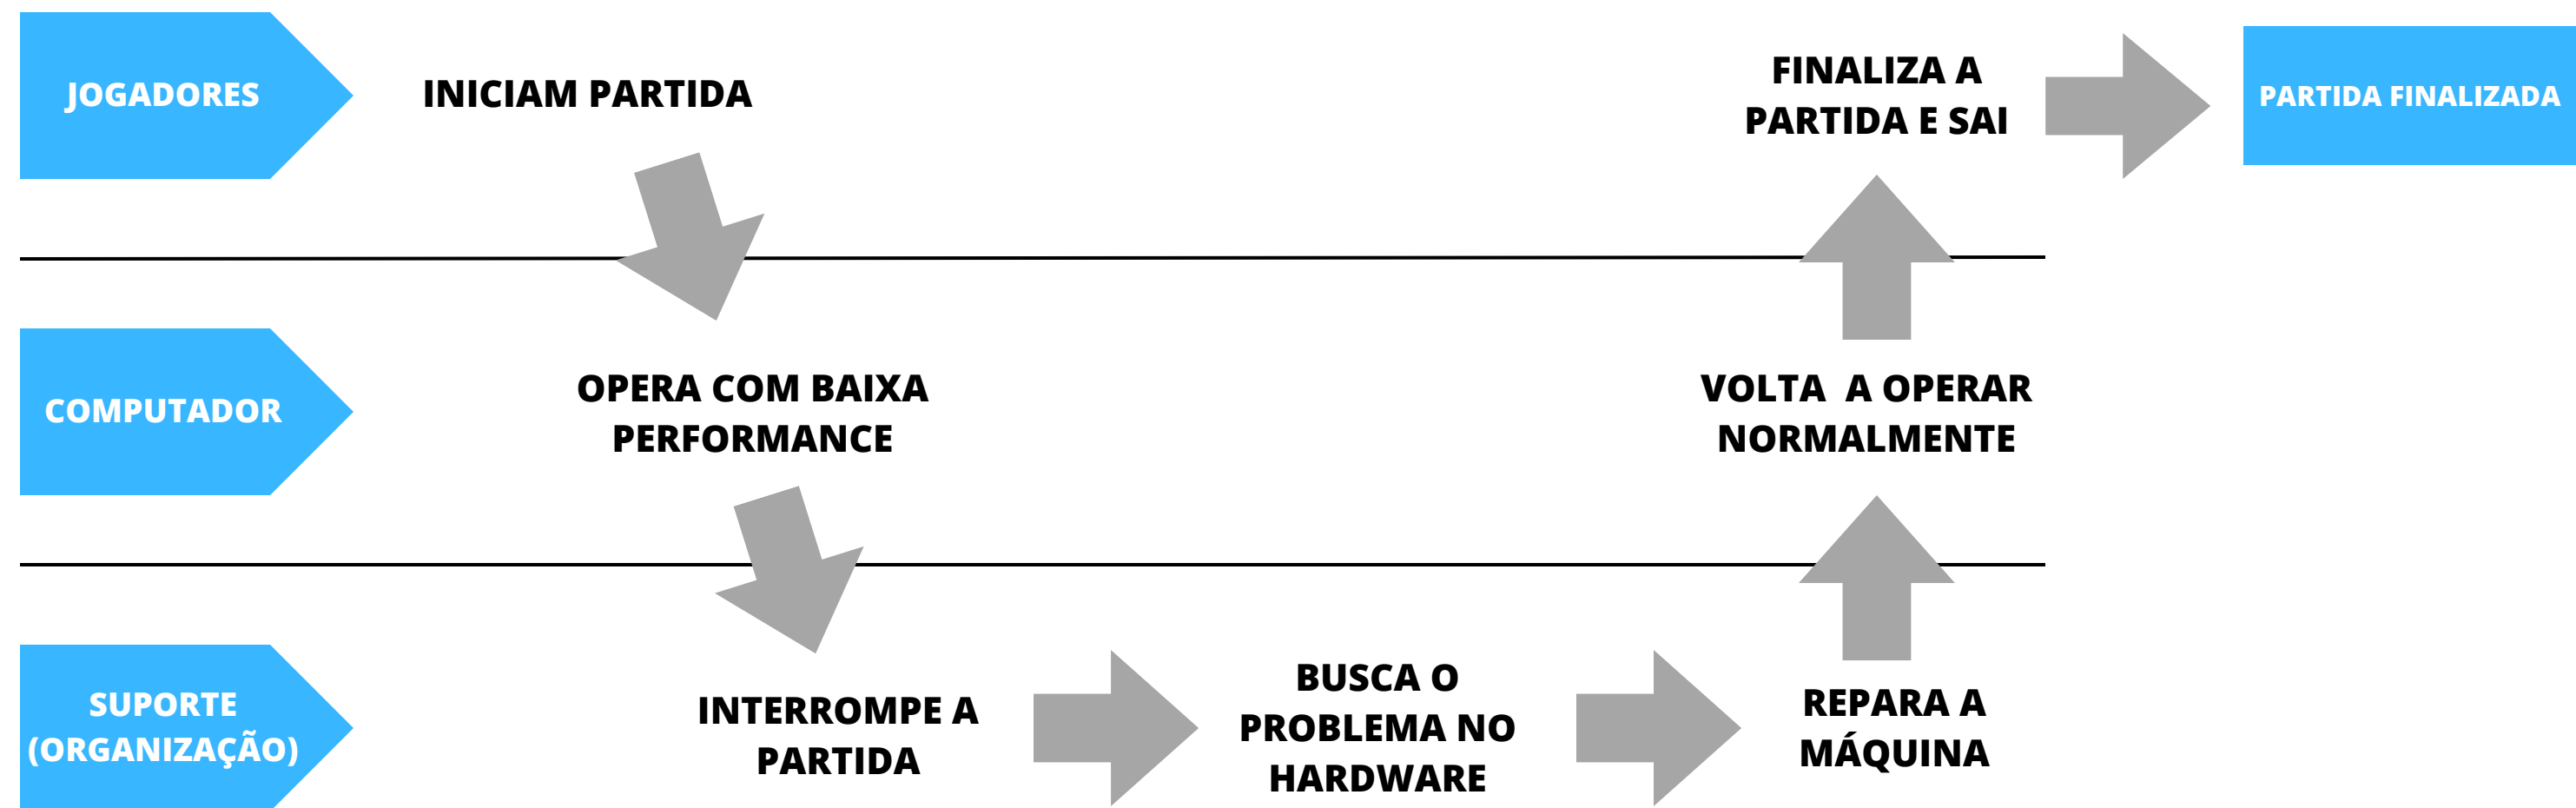 JOGADORES
INICIAM PARTIDA
FINALIZA A
PARTIDA E SAI
PARTIDA FINALIZADA
COMPUTADOR
OPERA COM BAIXA
PERFORMANCE
VOLTA  A OPERAR
NORMALMENTE
SUPORTE
(ORGANIZAÇÃO)
INTERROMPE A
PARTIDA
BUSCA O
PROBLEMA NO
HARDWARE
REPARA A
MÁQUINA